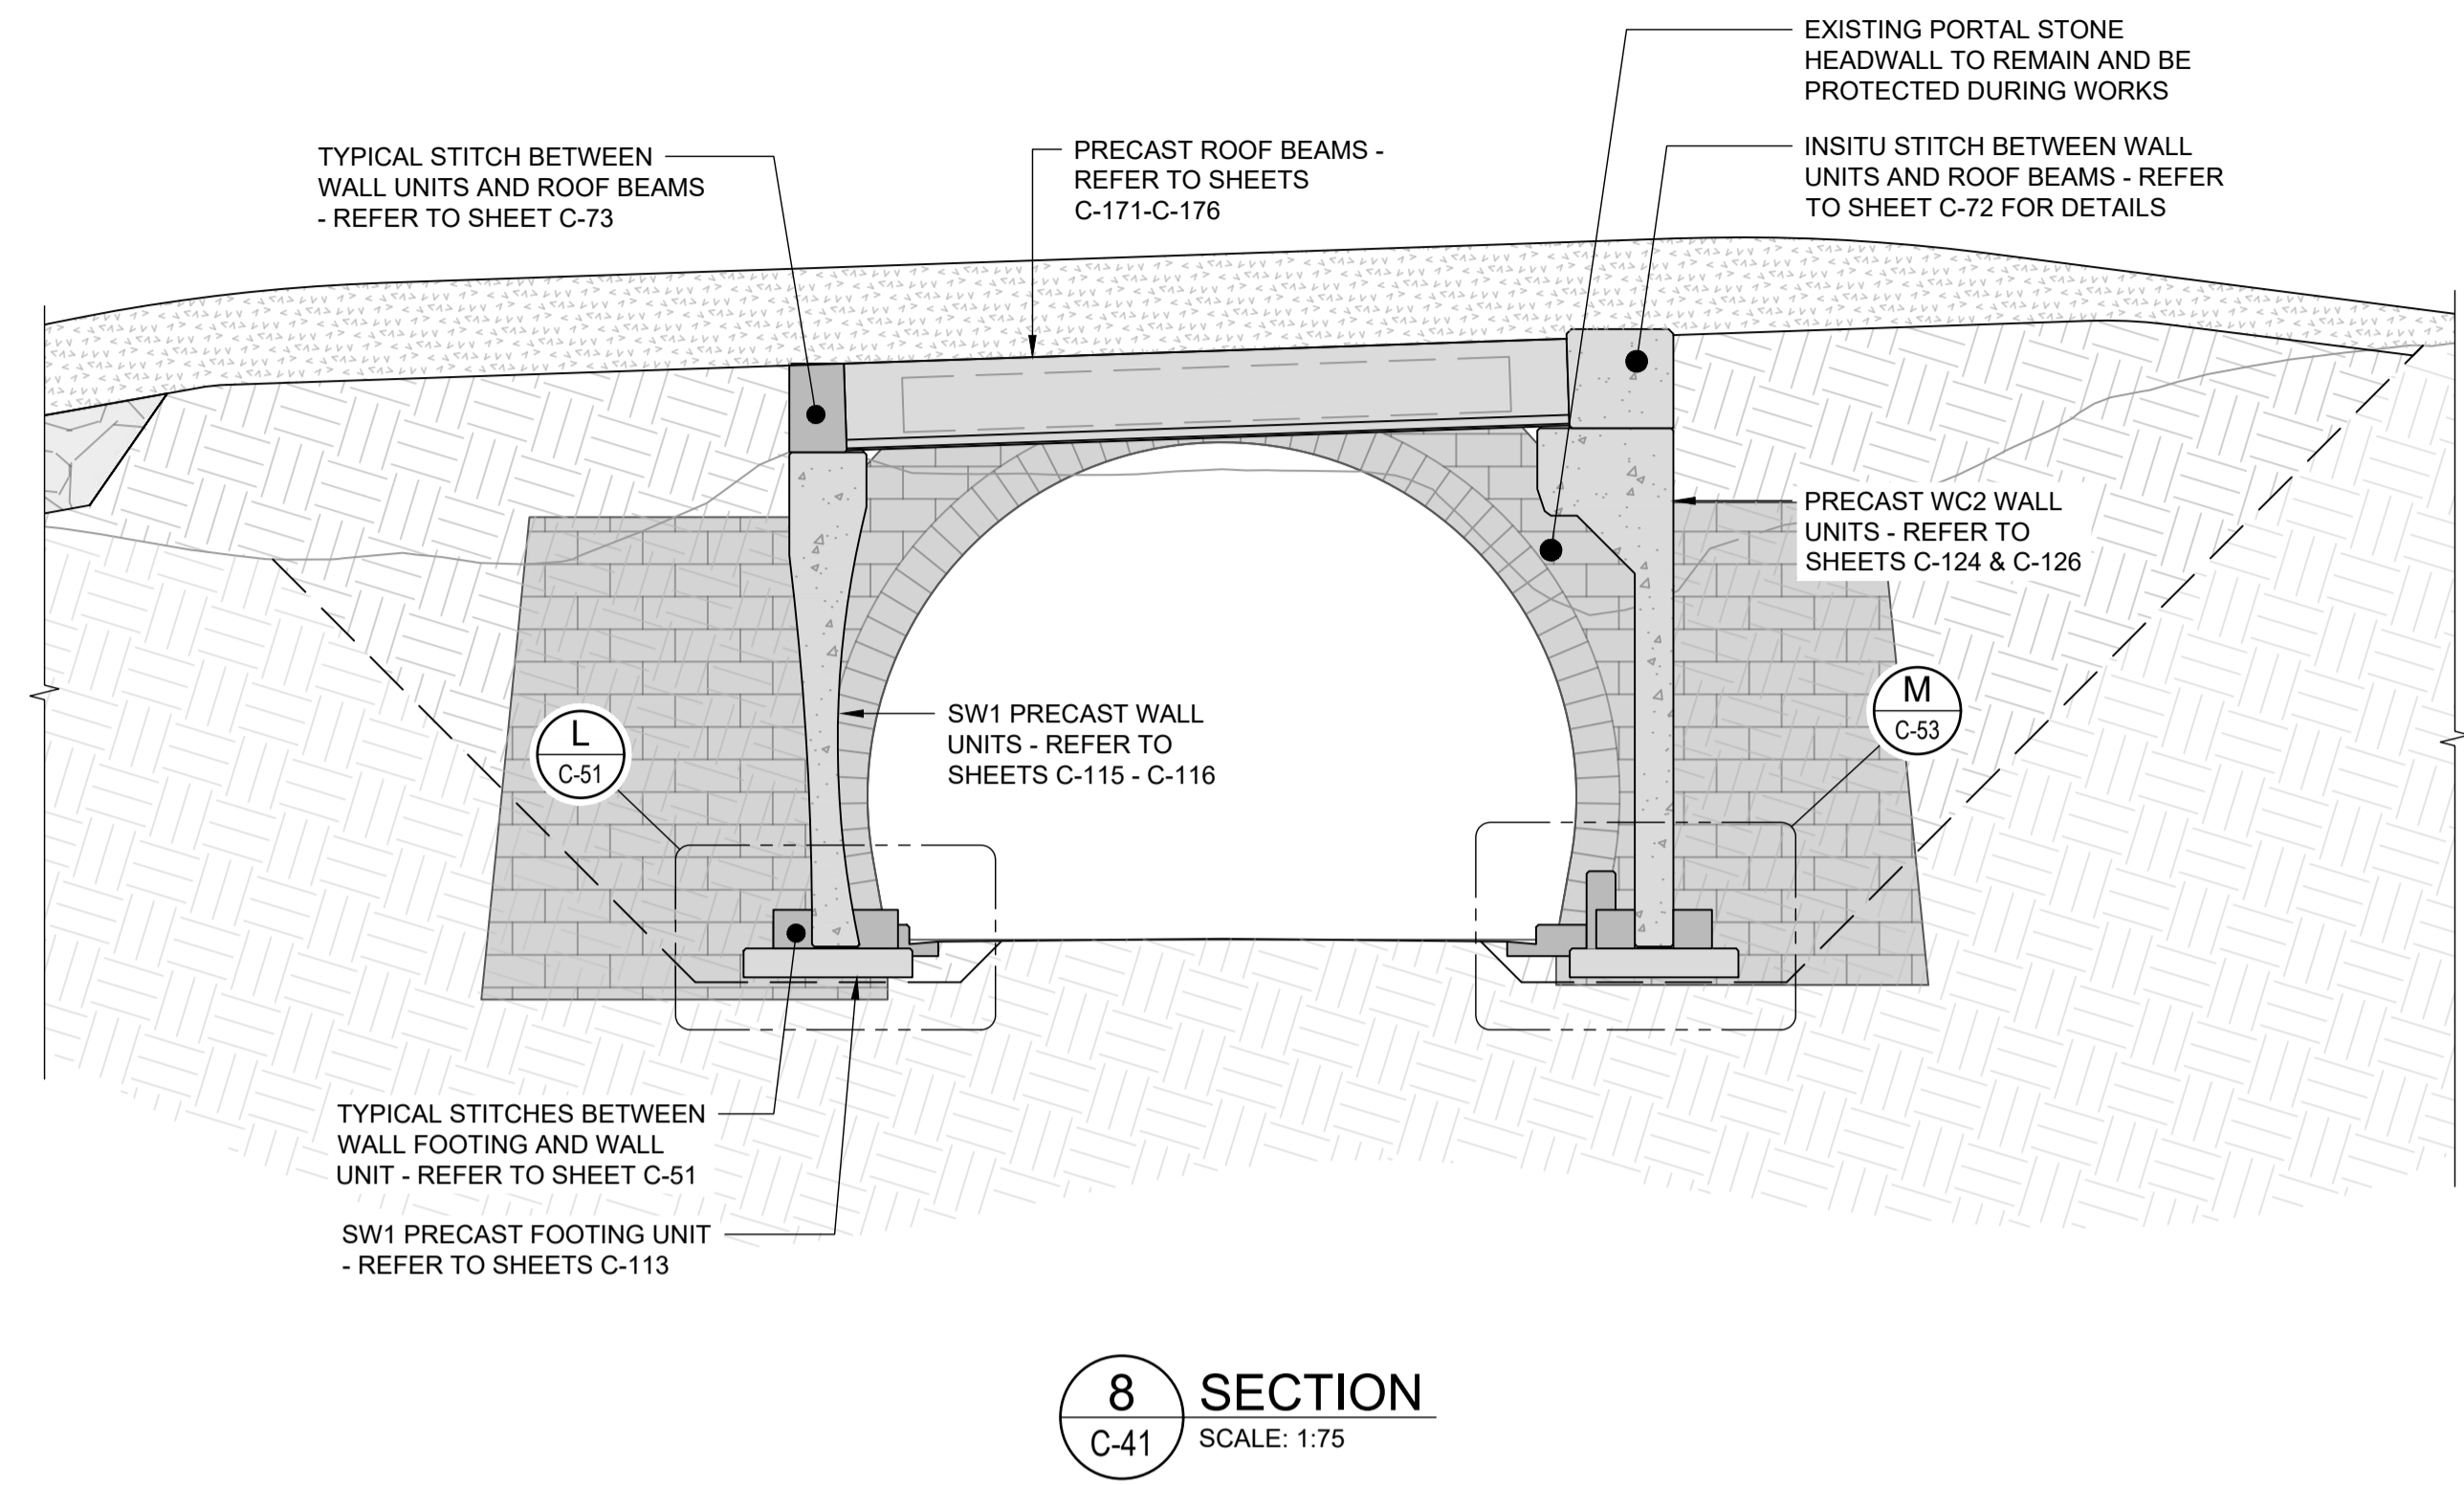 EXISTING PORTAL STONE
HEADWALL TO REMAIN AND BE
PROTECTED DURING WORKS
TYPICAL STITCH BETWEEN
WALL UNITS AND ROOF BEAMS
- REFER TO SHEET C-73
PRECAST ROOF BEAMS -
REFER TO SHEETS
C-171-C-176
INSITU STITCH BETWEEN WALL
UNITS AND ROOF BEAMS - REFER
TO SHEET C-72 FOR DETAILS
PRECAST WC2 WALL
UNITS - REFER TO
SHEETS C-124 & C-126
L
C-51
SW1 PRECAST WALL
UNITS - REFER TO
SHEETS C-115 - C-116
M
C-53
TYPICAL STITCHES BETWEEN
WALL FOOTING AND WALL
UNIT - REFER TO SHEET C-51
SW1 PRECAST FOOTING UNIT
- REFER TO SHEETS C-113
8
C-41
SECTION
SCALE: 1:75